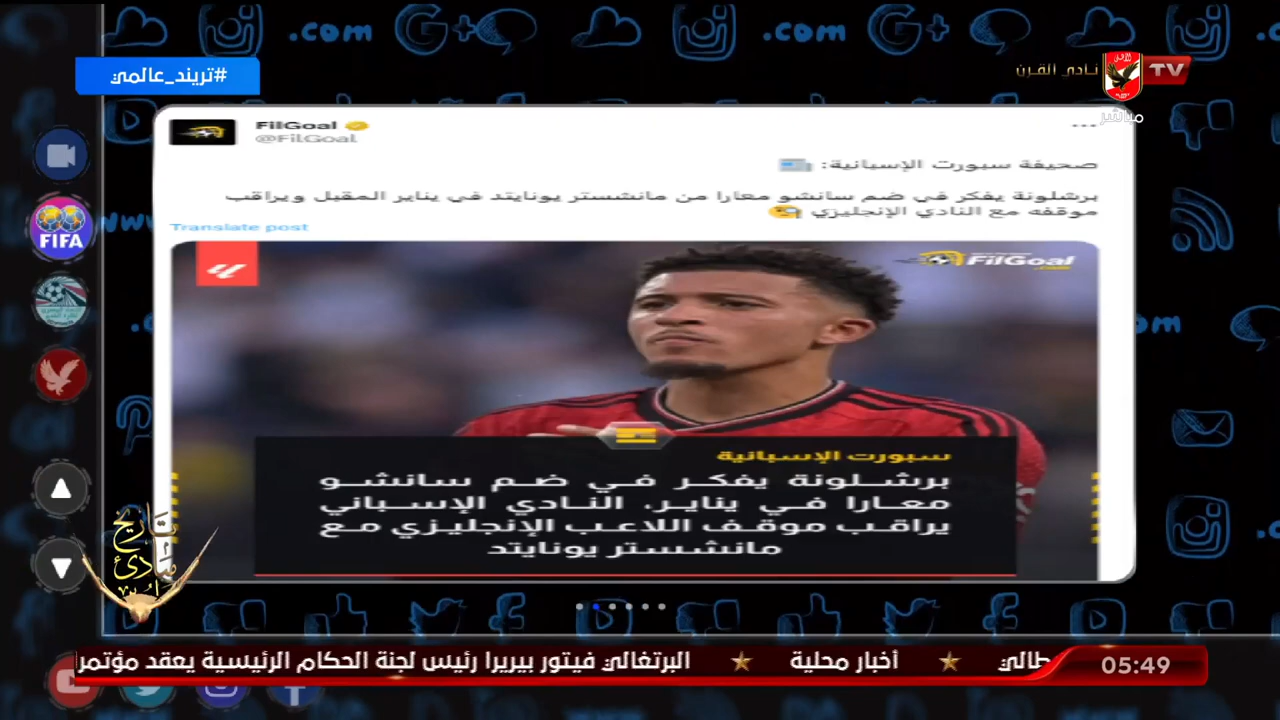 #تريند_عالمي
نادي القرن
TV
مباشر
FilGoal
@FilGoal
صحيفة سبورت الإسبانية:
برشلونة يفكر في ضم سانشو معارا من مانشستر يونايتد في يناير المقبل ويراقب
موقفه مع النادي الإنجليزي
Translate post
FilGoal
.com
FIFA
سبورت الإسبانية
برشلونة يفكر في ضم سانشو
معارا في يناير. النادي الإسباني
يراقب موقف اللاعب الإنجليزي مع
مانشستر يونايتد
طالي ★ أخبار محلية ★ البرتغالي فيتور بيريرا رئيس لجنة الحكام الرئيسية يعقد مؤتمر
05:49